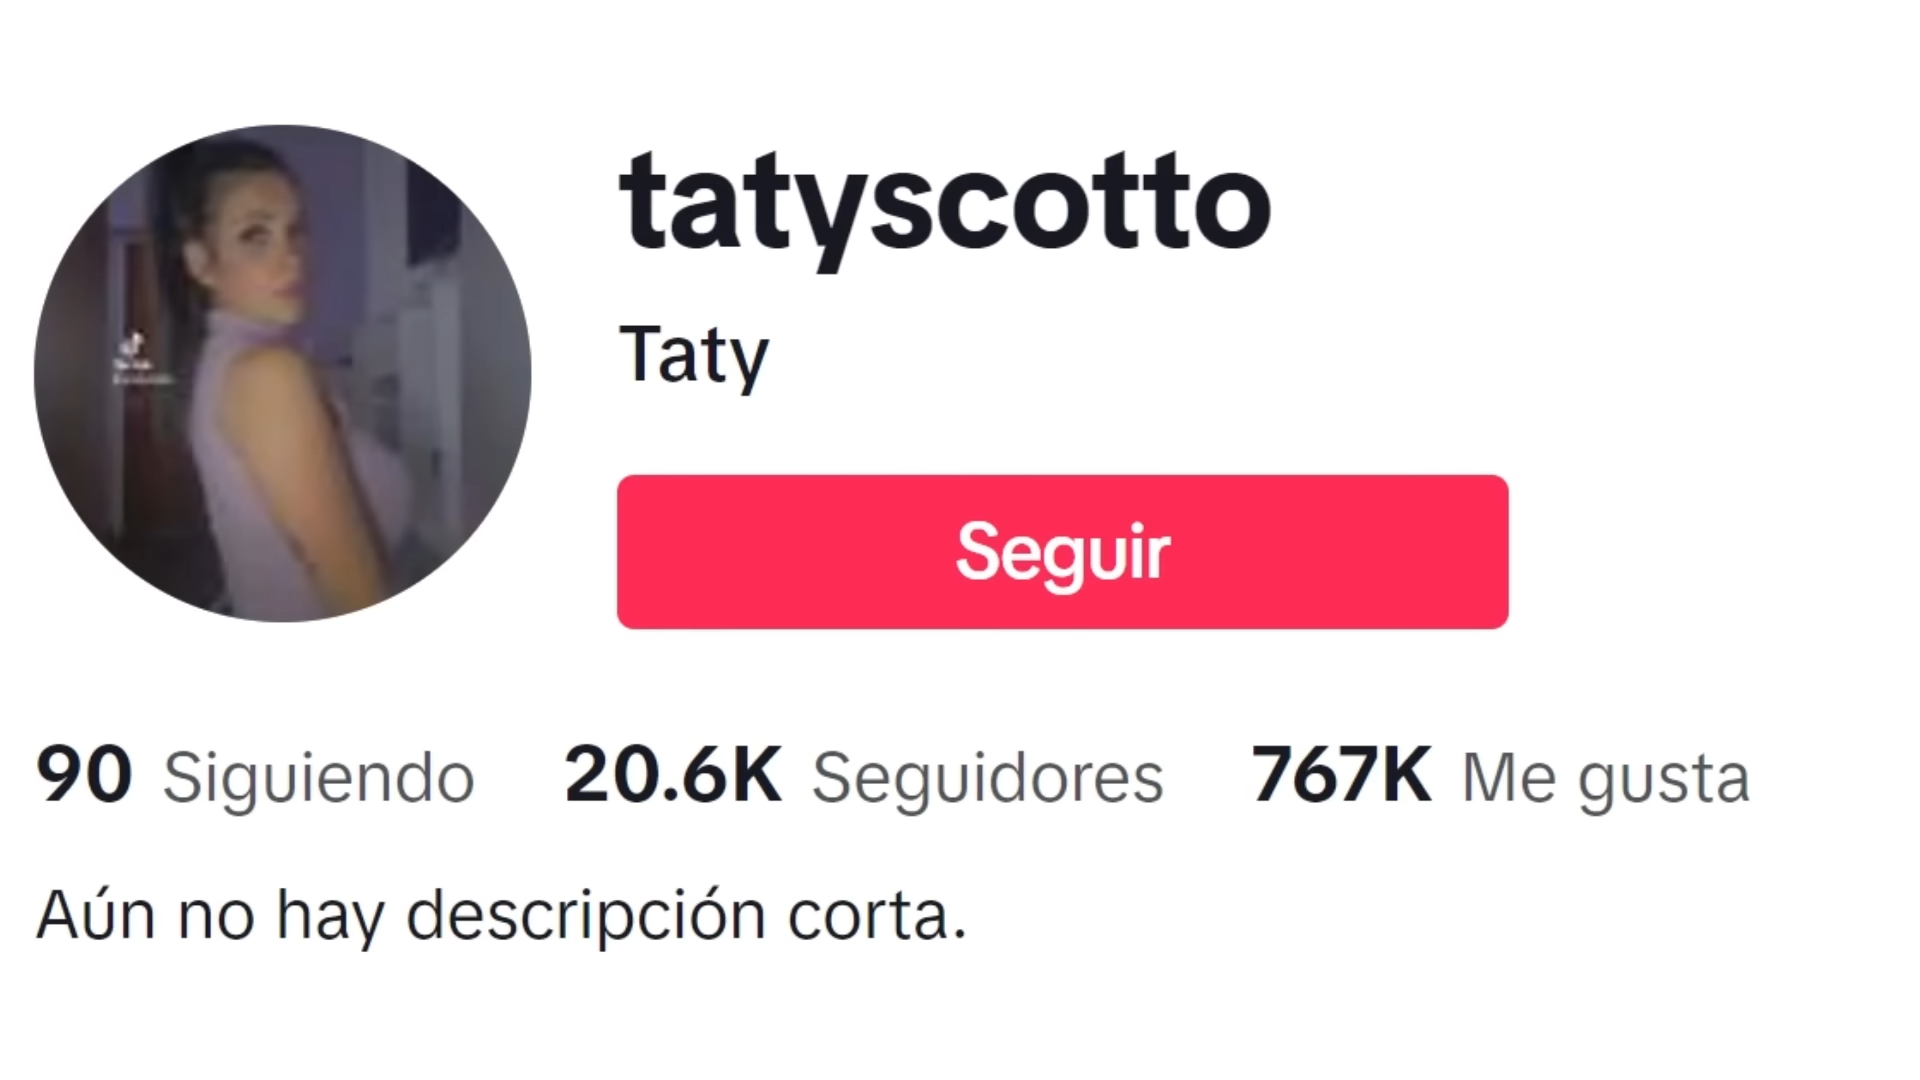 tatyscotto
Taty
Seguir
90 Siguiendo 20.6K Seguidores 767K Me gusta
Aún no hay descripción corta.